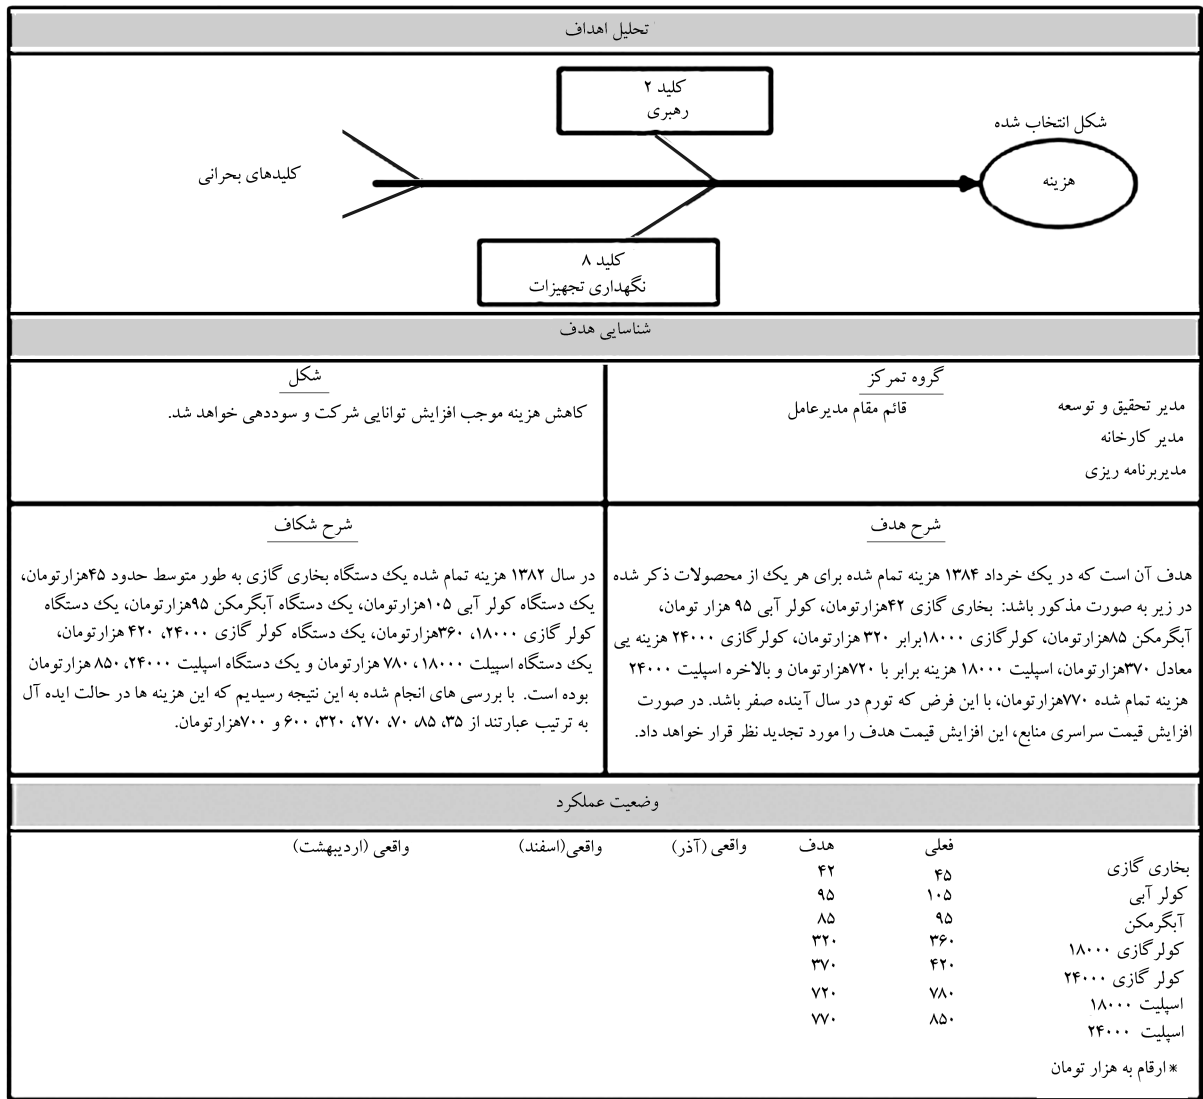 تحلیل اهداف
کلید ۲
رهبری
شکل انتخاب شده
هزینه
کلیدهای بحرانی
کلید ۸
نگهداری تجهیزات
شناسایی هدف
گروه تمرکز
مدیر تحقیق و توسعه
قائم مقام مدیرعامل
مدیر کارخانه
مدیربرنامه ریزی
شکل
کاهش هزینه موجب افزایش توانایی شرکت و سوددهی خواهد شد.
شرح هدف
هدف آن است که در یک خرداد ۱۳۸۴ هزینه تمام شده برای هر یک از محصولات ذکر شده
در زیر به صورت مذکور باشد: بخاری گازی ۴۲هزارتومان، کولر آبی ۹۵ هزار تومان،
آبگرمکن ۸۵هزارتومان، کولرگازی ۱۸۰۰۰برابر ۳۲۰ هزارتومان، کولرگازی ۲۴۰۰۰ هزینه یی
معادل ۳۷۰هزارتومان، اسپلیت ۱۸۰۰۰ هزینه برابر با ۷۲۰هزارتومان و بالاخره اسپلیت ۲۴۰۰۰
هزینه تمام شده ۷۷۰هزارتومان، با این فرض که تورم در سال آینده صفر باشد. در صورت
افزایش قیمت سراسری منابع، این افزایش قیمت هدف را مورد تجدید نظر قرار خواهد داد.
شرح شکاف
در سال ۱۳۸۲ هزینه تمام شده یک دستگاه بخاری گازی به طور متوسط حدود ۴۵هزارتومان،
یک دستگاه کولر آبی ۱۰۵هزارتومان، یک دستگاه آبگرمکن ۹۵هزارتومان، یک دستگاه
کولر گازی ۱۸۰۰۰، ۳۶۰هزارتومان، یک دستگاه کولر گازی ۲۴۰۰۰، ۴۲۰ هزارتومان،
یک دستگاه اسپیلت ۱۸۰۰۰، ۷۸۰ هزارتومان و یک دستگاه اسپلیت ۲۴۰۰۰، ۸۵۰ هزارتومان
بوده است. با بررسی های انجام شده به این نتیجه رسیدیم که این هزینه ها در حالت ایده آل
به ترتیب عبارتند از ۳۵، ۸۵، ۷۰، ۲۷۰، ۳۲۰، ۶۰۰ و ۷۰۰هزارتومان.
وضعیت عملکرد
فعلی هدف واقعی (آذر) واقعی(اسفند) واقعی (اردیبهشت)
بخاری گازی ۴۵ ۴۲
کولر آبی ۱۰۵ ۹۵
آبگرمکن ۹۵ ۸۵
کولرگازی ۱۸۰۰۰ ۳۶۰ ۳۲۰
کولر گازی ۲۴۰۰۰ ۴۲۰ ۳۷۰
اسپلیت ۱۸۰۰۰ ۷۸۰ ۷۲۰
اسپلیت ۲۴۰۰۰ ۸۵۰ ۷۷۰
* ارقام به هزار تومان